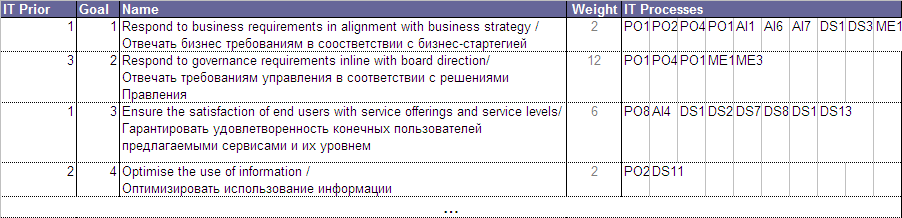 IT Prior Goal Name Weight IT Processes
1 1 Respond to business requirements in alignment with business strategy / 2 PO1 PO2 PO4 PO1 AI1 AI6 AI7 DS1 DS3 ME1
Отвечать бизнес требованиям в соостветствии с бизнес-стартегией
3 2 Respond to governance requirements inline with board direction/ 12 PO1 PO4 PO1 ME1 ME3
Отвечать требованиям управления в соответствии с решениями
Правления
1 3 Ensure the satisfaction of end users with service offerings and service levels/ 6 PO8 AI4 DS1 DS2 DS7 DS8 DS1 DS13
Гарантировать удовлетворенность конечных пользователей
предлагаемыми сервисами и их уровнем
2 4 Optimise the use of information / 2 PO2 DS11
Оптимизировать использование информации
...